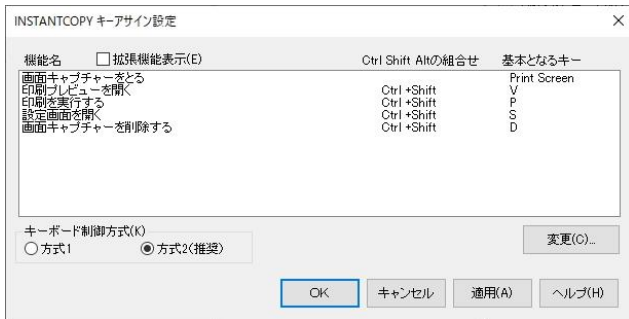 INSTANTCOPY キーアサイン設定
機能名 拡張機能表示(E) Ctrl Shift Altの組合せ 基本となるキー
画面キャプチャーをとる Print Screen
印刷プレビューを開く Ctrl +Shift V
印刷を実行する Ctrl +Shift P
設定画面を開く Ctrl +Shift S
画面キャプチャーを削除する Ctrl +Shift D
キーボード制御方式(K)
方式1 方式2(推奨) 変更(C)...
OK キャンセル 適用(A) ヘルプ(H)